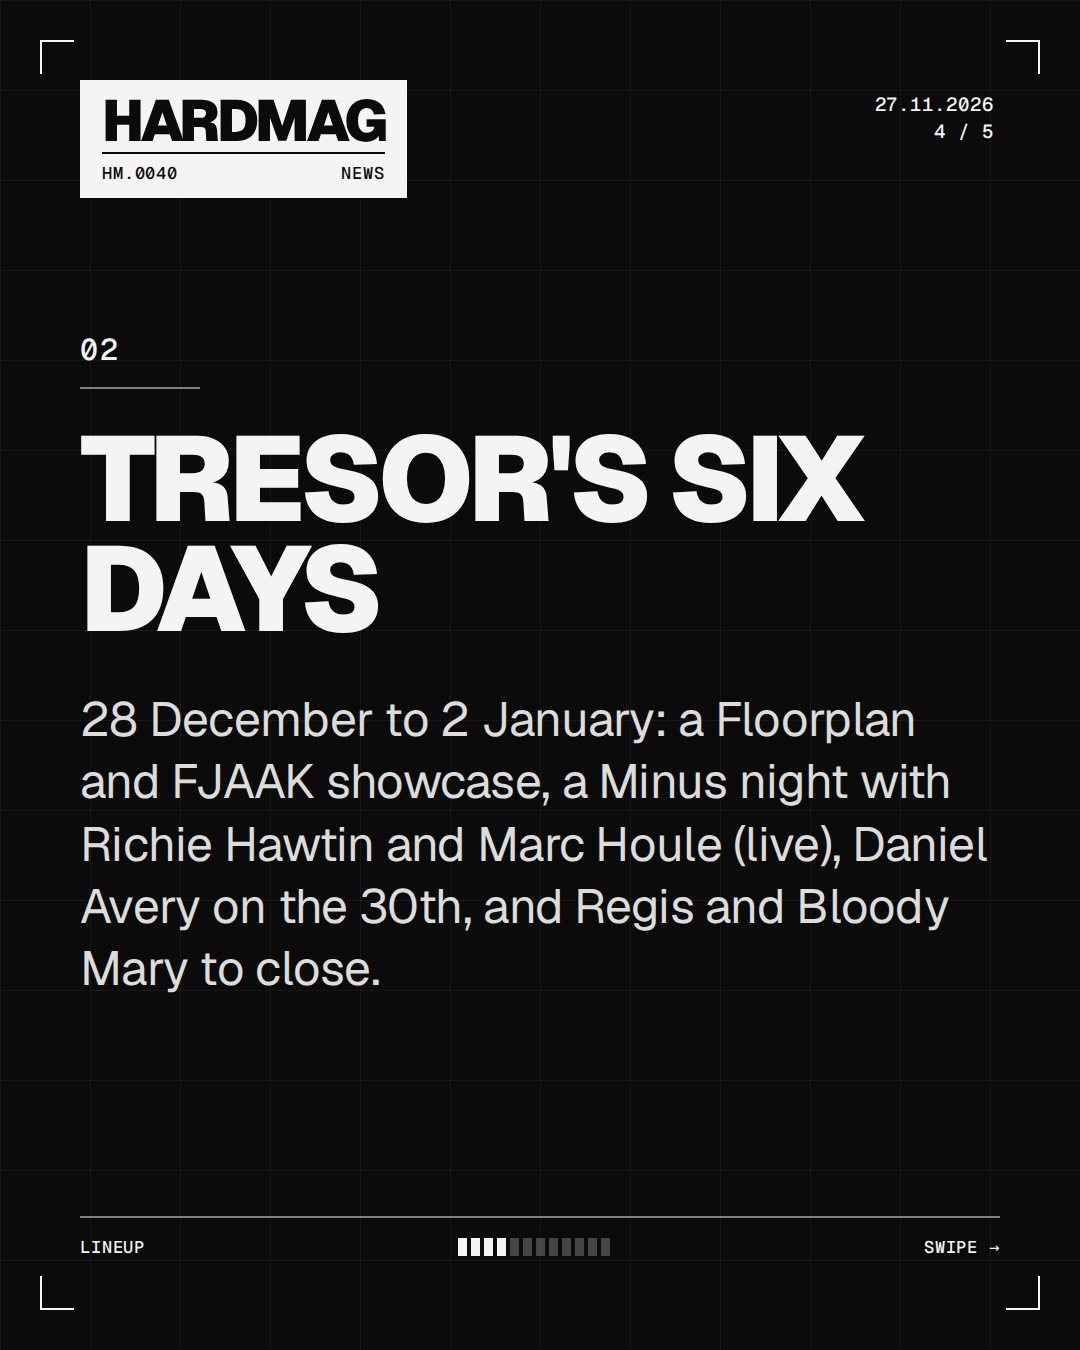 HARDMAG
HM.0040 NEWS
27.11.2026
4 / 5
02
TRESOR'S SIX
DAYS
28 December to 2 January: a Floorplan
and FJAAK showcase, a Minus night with
Richie Hawtin and Marc Houle (live), Daniel
Avery on the 30th, and Regis and Bloody
Mary to close.
LINEUP
SWIPE →